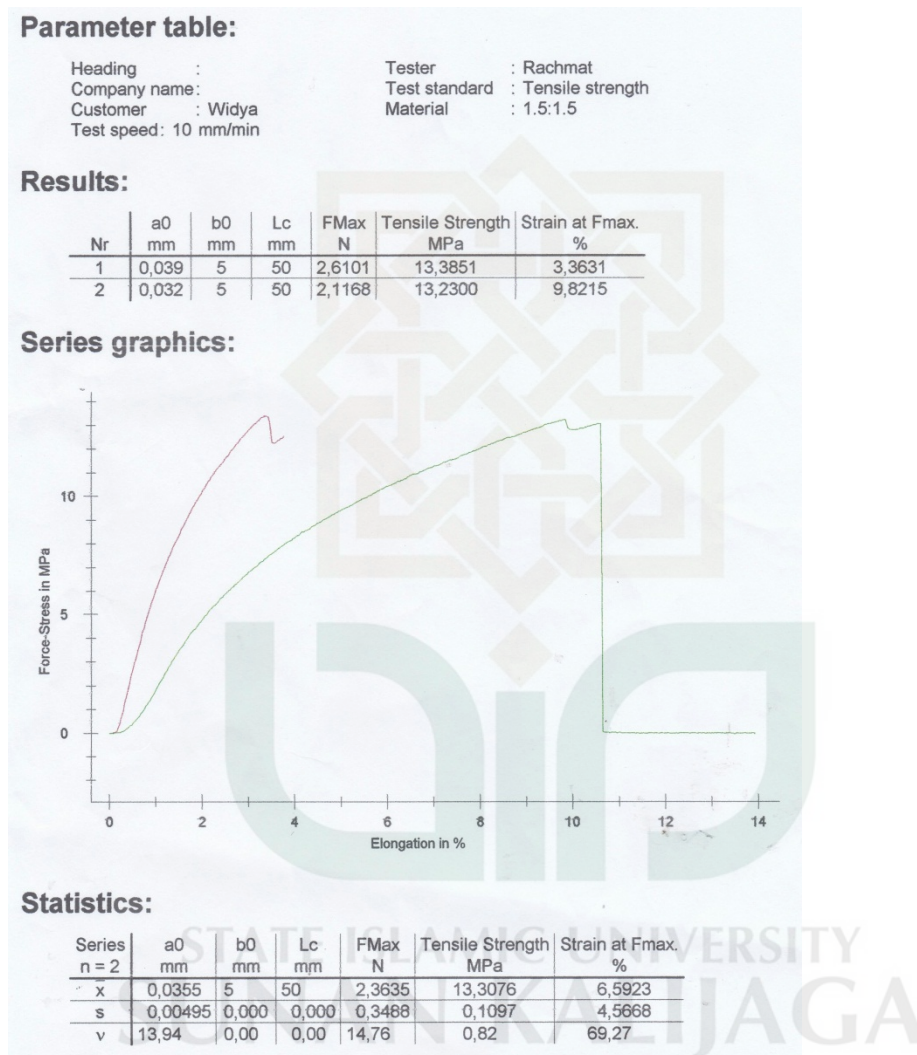 Parameter table:
Heading :
Company name:
Customer : Widya
Test speed: 10 mm/min
Tester : Rachmat
Test standard : Tensile strength
Material : 1.5:1.5
Results:
Nr a0 mm b0 mm Lc mm FMax N Tensile Strength MPa Strain at Fmax. %
1 0,039 5 50 2,6101 13,3851 3,3631
2 0,032 5 50 2,1168 13,2300 9,8215
Series graphics:
Force-Stress in MPa
10
5
0
0 2 4 6 8 10 12 14
Elongation in %
Statistics:
Series a0 b0 Lc FMax Tensile Strength Strain at Fmax.
n = 2 mm mm mm N MPa %
x̄ 0,0355 5 50 2,3635 13,3076 6,5923
s 0,00495 0,000 0,000 0,3488 0,1097 4,5668
ν 13,94 0,00 0,00 14,76 0,82 69,27
STATE ISLAMIC UNIVERSITY
SUNAN KALIJAGA